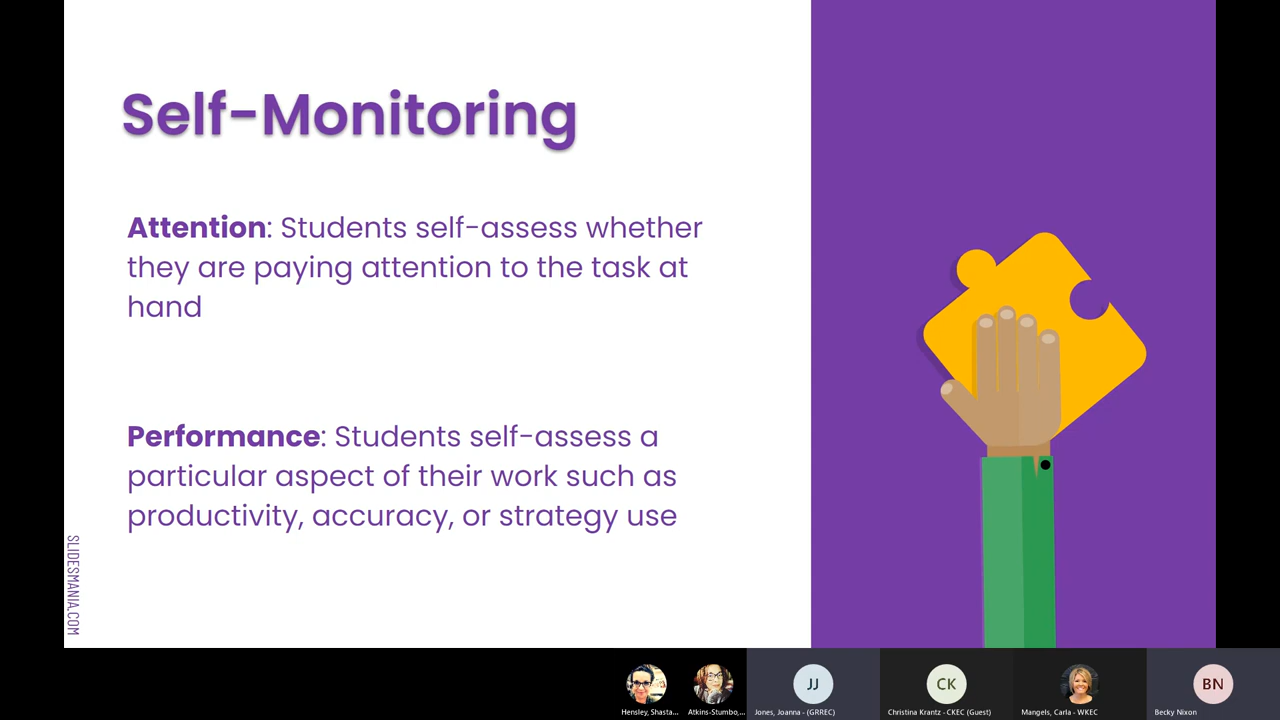 Self-Monitoring
Attention: Students self-assess whether
they are paying attention to the task at
hand
Performance: Students self-assess a
particular aspect of their work such as
productivity, accuracy, or strategy use
SLIDESMANIA.COM
Hensley, Shasta...
Atkins-Stumbo,...
JJ
Jones, Joanna - (GRREC)
CK
Christina Krantz - CKEC (Guest)
Mangels, Carla - WKEC
BN
Becky Nixon